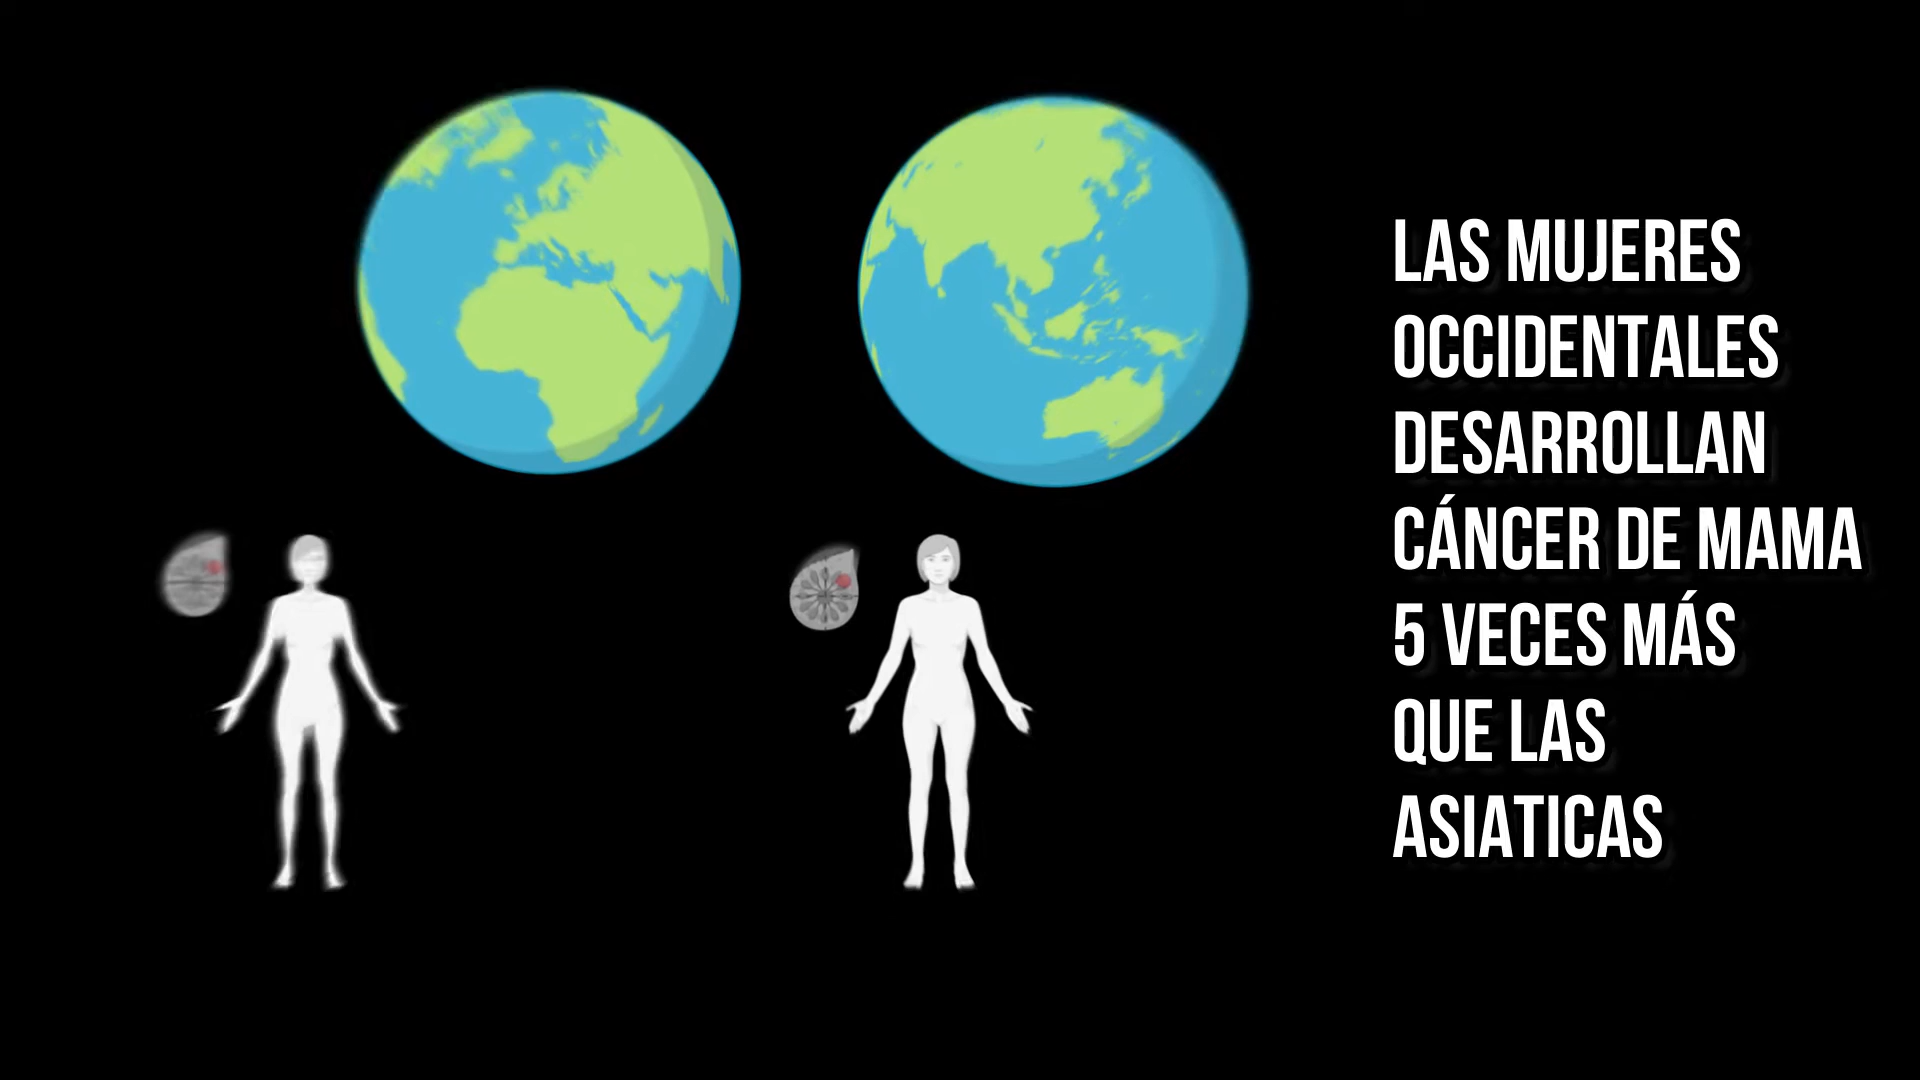 LAS MUJERES
OCCIDENTALES
DESARROLLAN
CÁNCER DE MAMA
5 VECES MÁS
QUE LAS
ASIATICAS